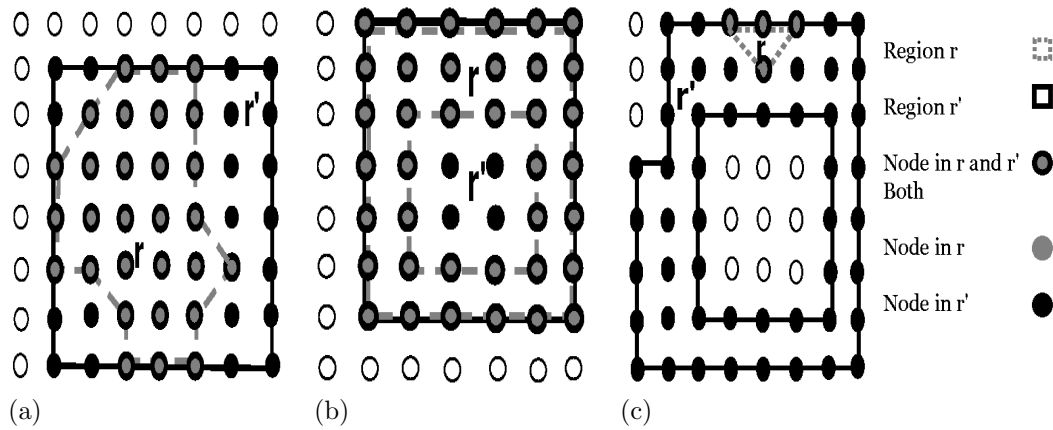 r'
r
r
r'
r
r'
Region r
Region r'
Node in r and r'
Both
Node in r
Node in r'
(a)
(b)
(c)